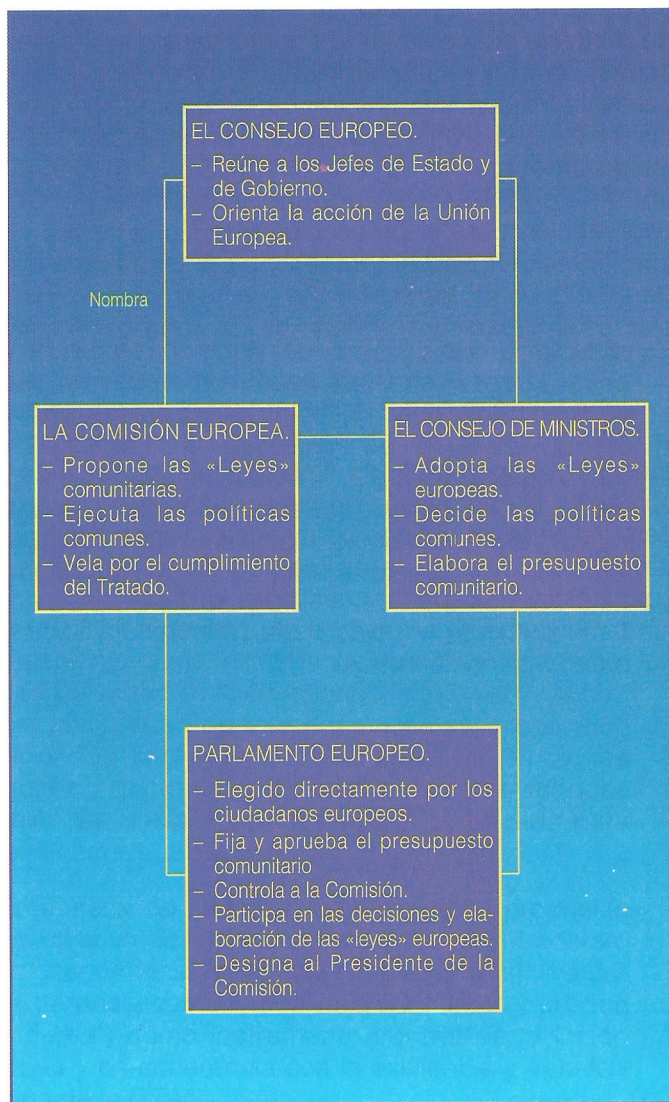 EL CONSEJO EUROPEO.
– Reúne a los Jefes de Estado y
de Gobierno.
– Orienta la acción de la Unión
Europea.
Nombra
LA COMISIÓN EUROPEA.
– Propone las «Leyes»
comunitarias.
– Ejecuta las políticas
comunes.
– Vela por el cumplimiento
del Tratado.
EL CONSEJO DE MINISTROS.
– Adopta las «Leyes»
europeas.
– Decide las políticas
comunes.
– Elabora el presupuesto
comunitario.
PARLAMENTO EUROPEO.
– Elegido directamente por los
ciudadanos europeos.
– Fija y aprueba el presupuesto
comunitario
– Controla a la Comisión.
– Participa en las decisiones y ela-
boración de las «leyes» europeas.
– Designa al Presidente de la
Comisión.